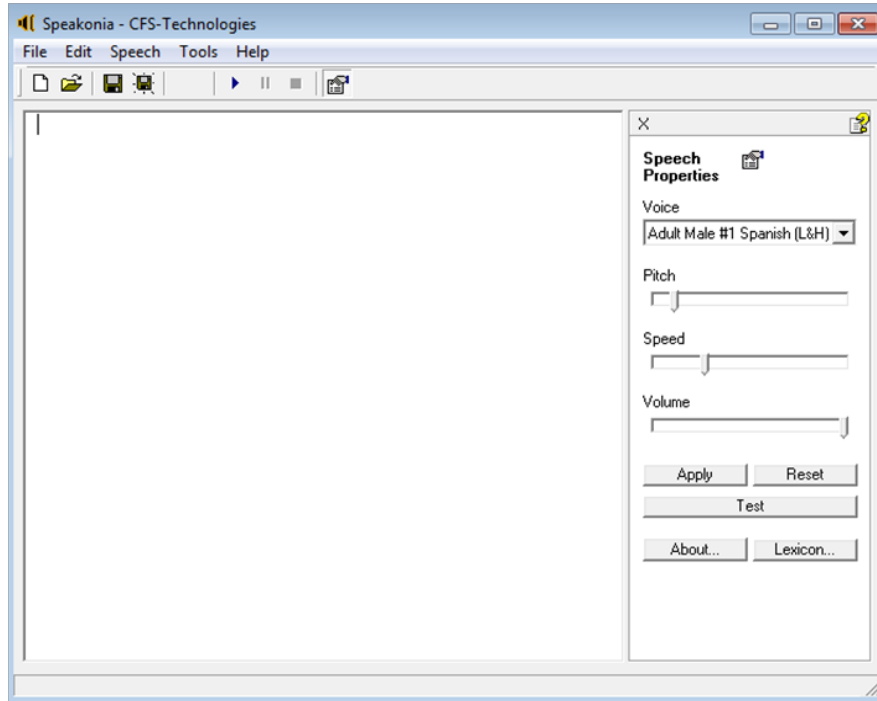 Speakonia - CFS-Technologies
File Edit Speech Tools Help
Speech
Properties
Voice
Adult Male #1 Spanish (L&H)
Pitch
Speed
Volume
Apply Reset
Test
About... Lexicon...